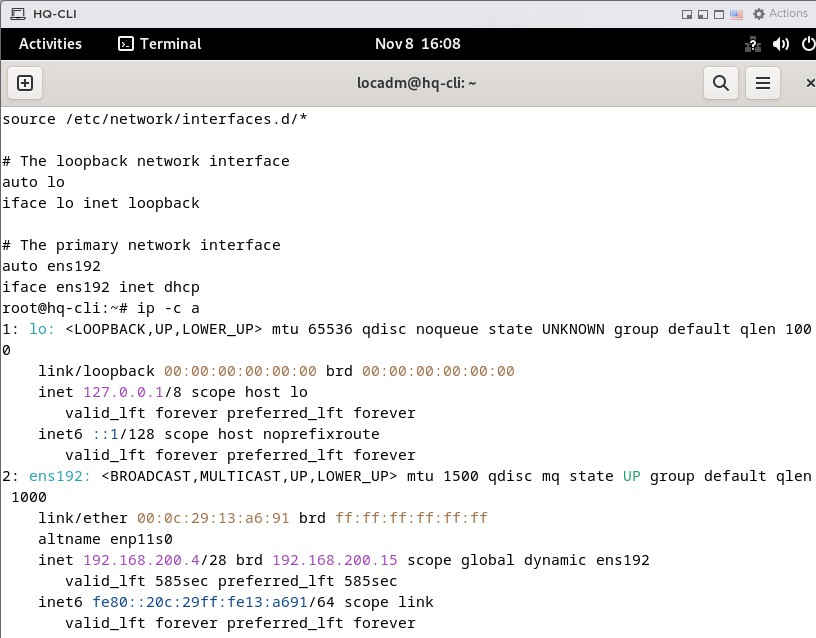 HQ-CLI
Actions
Activities
Terminal
Nov 8 16:08
locadm@hq-cli: ~
source /etc/network/interfaces.d/*
# The loopback network interface
auto lo
iface lo inet loopback
# The primary network interface
auto ens192
iface ens192 inet dhcp
root@hq-cli:~# ip -c a
1: lo: <LOOPBACK,UP,LOWER_UP> mtu 65536 qdisc noqueue state UNKNOWN group default qlen 100
0
link/loopback 00:00:00:00:00:00 brd 00:00:00:00:00:00
inet 127.0.0.1/8 scope host lo
valid_lft forever preferred_lft forever
inet6 ::1/128 scope host noprefixroute
valid_lft forever preferred_lft forever
2: ens192: <BROADCAST,MULTICAST,UP,LOWER_UP> mtu 1500 qdisc mq state UP group default qlen
1000
link/ether 00:0c:29:13:a6:91 brd ff:ff:ff:ff:ff:ff
altname enp11s0
inet 192.168.200.4/28 brd 192.168.200.15 scope global dynamic ens192
valid_lft 585sec preferred_lft 585sec
inet6 fe80::20c:29ff:fe13:a691/64 scope link
valid_lft forever preferred_lft forever